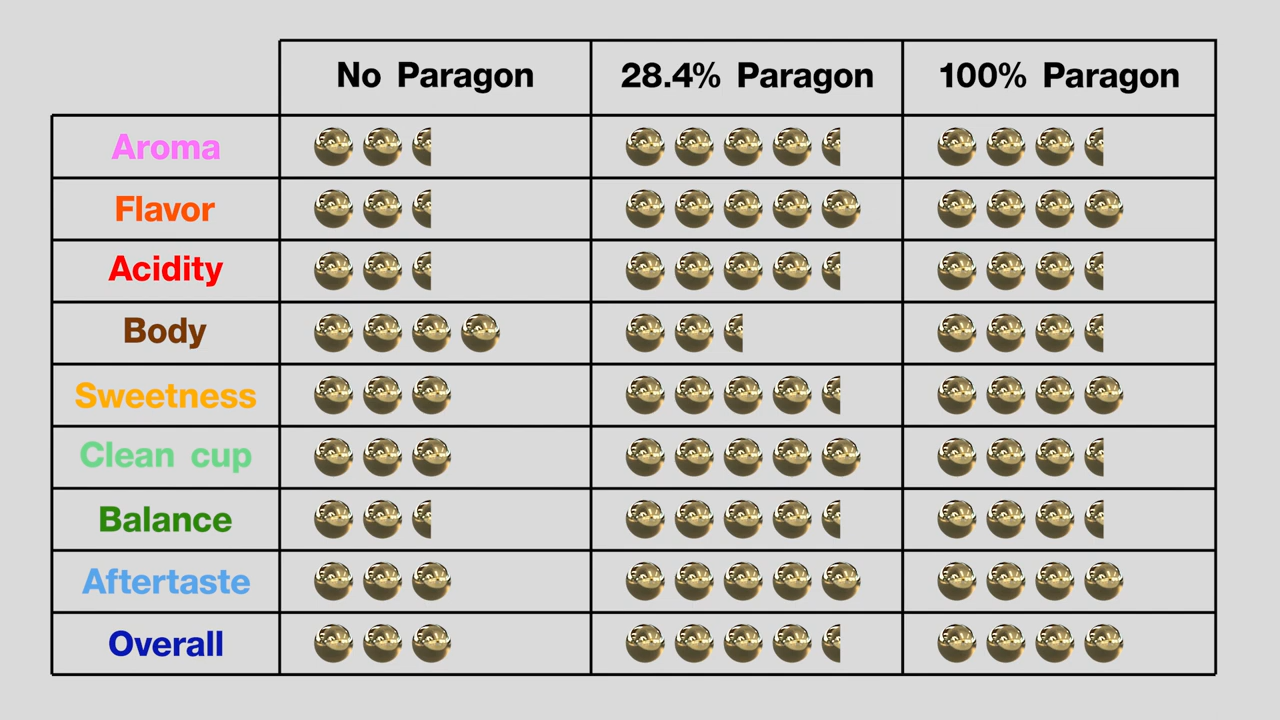 No Paragon 28.4% Paragon 100% Paragon
Aroma
Flavor
Acidity
Body
Sweetness
Clean cup
Balance
Aftertaste
Overall